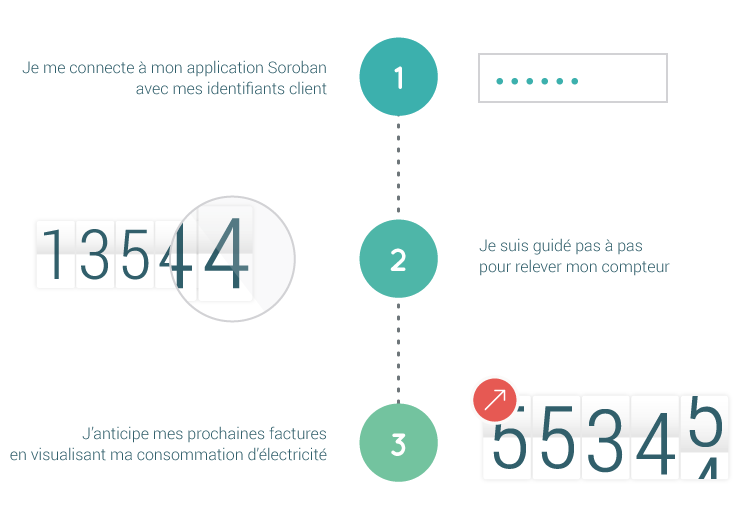 Je me connecte à mon application Soroban
avec mes identifiants client
1
13544
2
Je suis guidé pas à pas
pour relever mon compteur
J'anticipe mes prochaines factures
en visualisant ma consommation d'électricité
3
55345
4